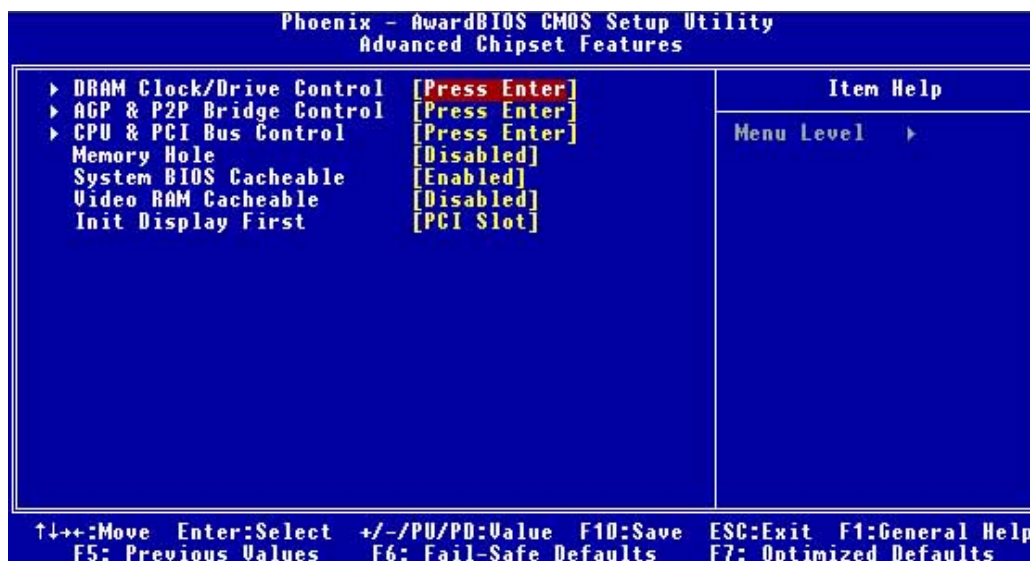 Phoenix - AwardBIOS CMOS Setup Utility
Advanced Chipset Features
▶ DRAM Clock/Drive Control [Press Enter]
▶ AGP & P2P Bridge Control [Press Enter]
▶ CPU & PCI Bus Control [Press Enter]
Memory Hole [Disabled]
System BIOS Cacheable [Enabled]
Video RAM Cacheable [Disabled]
Init Display First [PCI Slot]
Item Help
Menu Level ▶
↑↓→←:Move Enter:Select +/-/PU/PD:Value F10:Save ESC:Exit F1:General Help
F5: Previous Values F6: Fail-Safe Defaults F7: Optimized Defaults